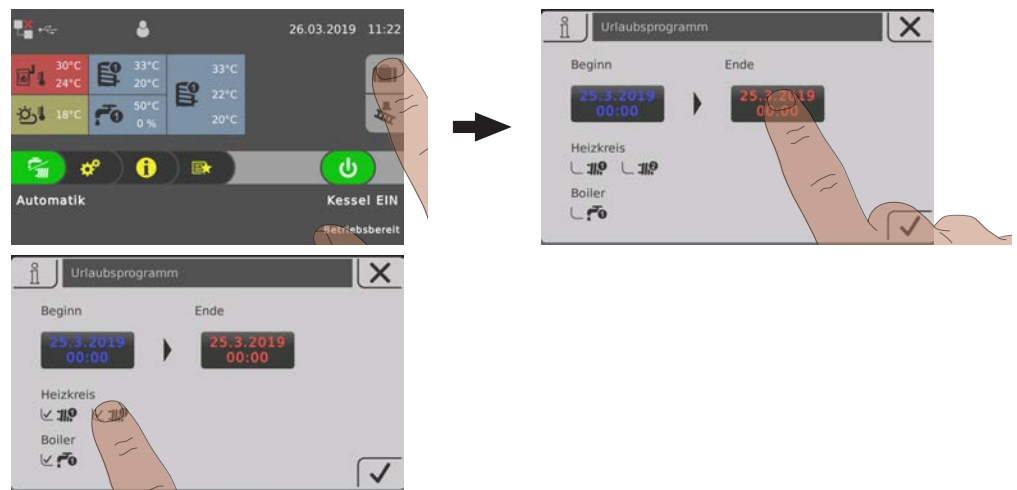 26.03.2019 11:22
30°C 33°C 33°C
24°C 20°C 22°C
18°C 50°C 20°C
0 %
Automatik Kessel EIN
Betriebsbereit
Urlaubsprogramm
Beginn Ende
25.3.2019 25.3.2019
00:00 00:00
Heizkreis
Boiler
Urlaubsprogramm
Beginn Ende
25.3.2019 25.3.2019
00:00 00:00
Heizkreis
Boiler